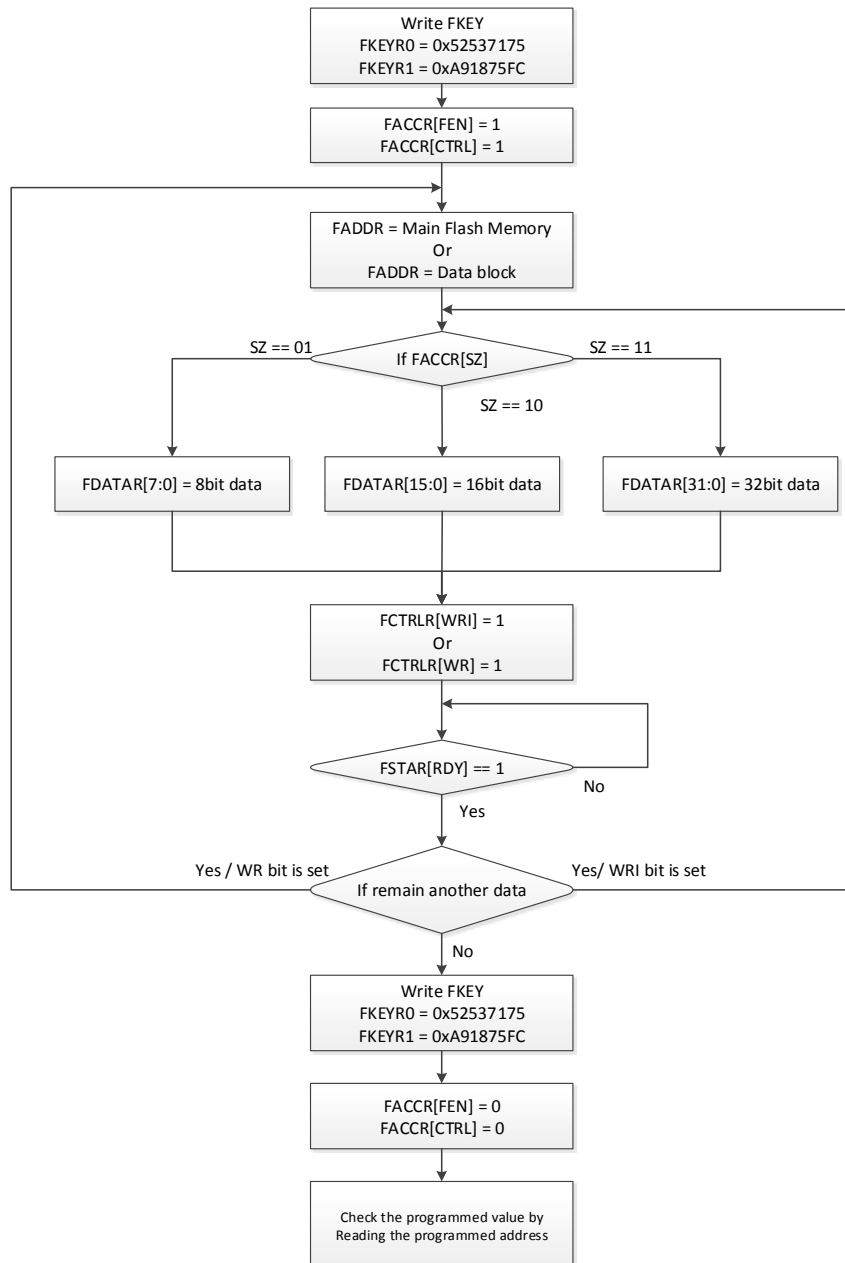 Write FKEY
FKEYR0 = 0x52537175
FKEYR1 = 0xA91875FC
FACCR[FEN] = 1
FACCR[CTRL] = 1
FADDR = Main Flash Memory
Or
FADDR = Data block
SZ == 01
If FACCR[SZ]
SZ == 11
SZ == 10
FDATAR[7:0] = 8bit data
FDATAR[15:0] = 16bit data
FDATAR[31:0] = 32bit data
FCTRLR[WRI] = 1
Or
FCTRLR[WR] = 1
FSTAR[RDY] == 1
No
Yes
Yes / WR bit is set
If remain another data
Yes/ WRI bit is set
No
Write FKEY
FKEYR0 = 0x52537175
FKEYR1 = 0xA91875FC
FACCR[FEN] = 0
FACCR[CTRL] = 0
Check the programmed value by
Reading the programmed address